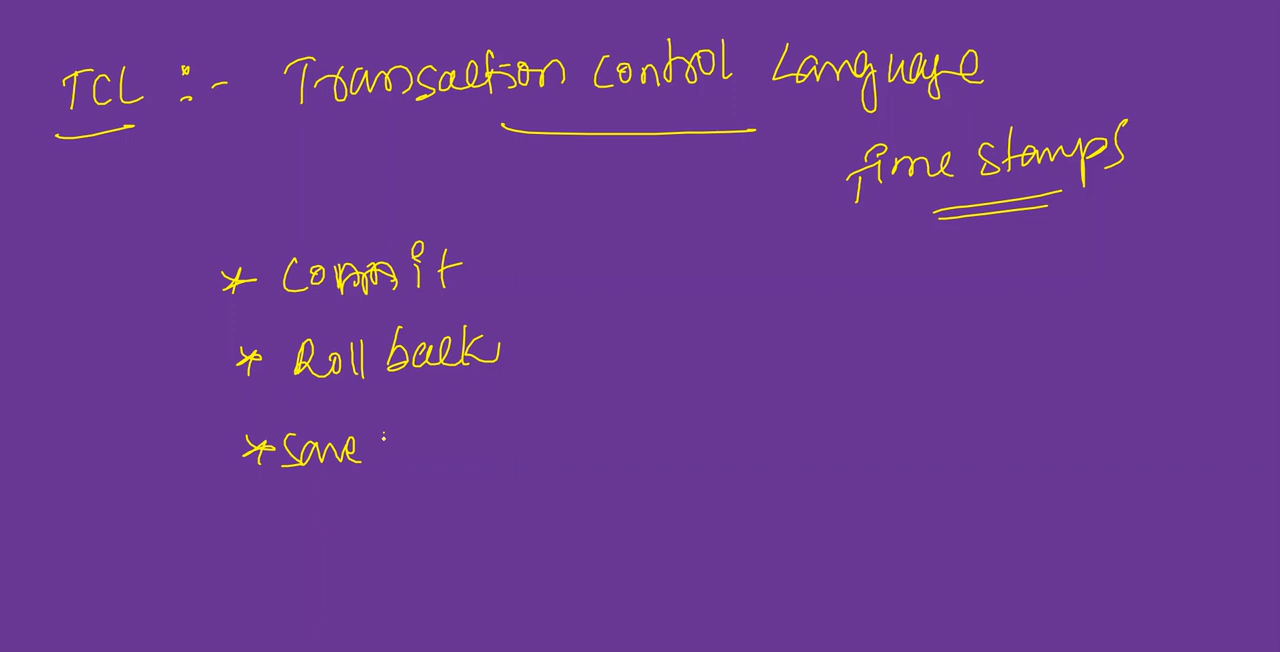 TCL :- Transaction control Language
Time stamps
* Commit
* Roll back
* Save